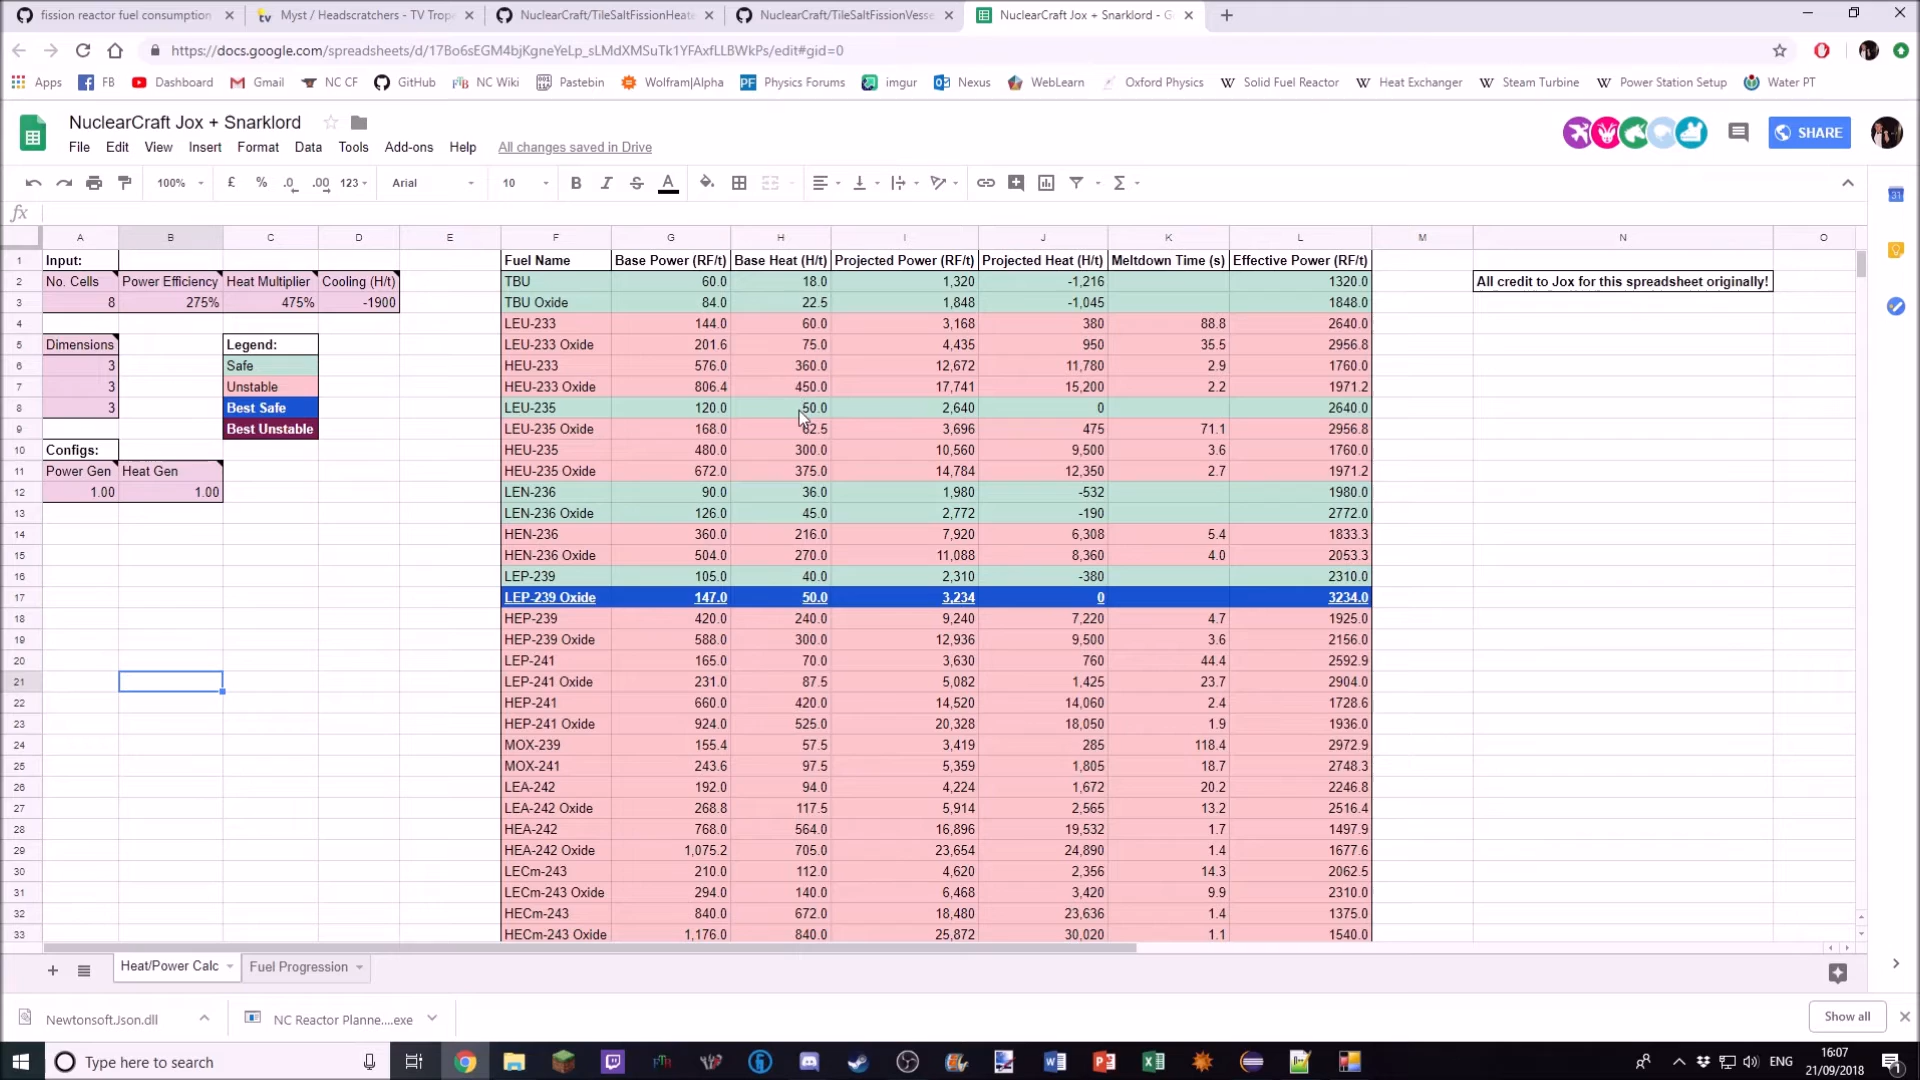 fission reactor fuel consumption
Myst / Headscratchers - TV Trop
NuclearCraft/TileSaltFissionHeate
NuclearCraft/TileSaltFissionVesse
NuclearCraft Jox + Snarklord - G
https://docs.google.com/spreadsheets/d/17Bo6sEGM4bjKgneYeLp_sLMdXMSuTk1YFAxfLLBWkPs/edit#gid=0
Apps FB Dashboard Gmail NC CF GitHub NC Wiki Pastebin Wolfram|Alpha Physics Forums imgur Nexus WebLearn Oxford Physics Solid Fuel Reactor Heat Exchanger Steam Turbine Power Station Setup Water PT
NuclearCraft Jox + Snarklord
SHARE
File Edit View Insert Format Data Tools Add-ons Help All changes saved in Drive
100% £ % .0 .00 123 Arial 10 B I S A
fx
A B C D E F G H I J K L M N O
1 Input: Fuel Name Base Power (RF/t) Base Heat (H/t) Projected Power (RF/t) Projected Heat (H/t) Meltdown Time (s) Effective Power (RF/t)
2 No. Cells Power Efficiency Heat Multiplier Cooling (H/t) TBU 60.0 18.0 1,320 -1,216 1320.0 All credit to Jox for this spreadsheet originally!
3 8 275% 475% -1900 TBU Oxide 84.0 22.5 1,848 -1,045 1848.0
4 LEU-233 144.0 60.0 3,168 380 88.8 2640.0
5 Dimensions Legend: LEU-233 Oxide 201.6 75.0 4,435 950 35.5 2956.8
6 3 Safe HEU-233 576.0 360.0 12,672 11,780 2.9 1760.0
7 3 Unstable HEU-233 Oxide 806.4 450.0 17,741 15,200 2.2 1971.2
8 3 Best Safe LEU-235 120.0 50.0 2,640 0 2640.0
9 Best Unstable LEU-235 Oxide 168.0 62.5 3,696 475 71.1 2956.8
10 Configs: HEU-235 480.0 300.0 10,560 9,500 3.6 1760.0
11 Power Gen Heat Gen HEU-235 Oxide 672.0 375.0 14,784 12,350 2.7 1971.2
12 1.00 1.00 LEN-236 90.0 36.0 1,980 -532 1980.0
13 LEN-236 Oxide 126.0 45.0 2,772 -190 2772.0
14 HEN-236 360.0 216.0 7,920 6,308 5.4 1833.3
15 HEN-236 Oxide 504.0 270.0 11,088 8,360 4.0 2053.3
16 LEP-239 105.0 40.0 2,310 -380 2310.0
17 LEP-239 Oxide 147.0 50.0 3,234 0 3234.0
18 HEP-239 420.0 240.0 9,240 7,220 4.7 1925.0
19 HEP-239 Oxide 588.0 300.0 12,936 9,500 3.6 2156.0
20 LEP-241 165.0 70.0 3,630 760 44.4 2592.9
21 LEP-241 Oxide 231.0 87.5 5,082 1,425 23.7 2904.0
22 HEP-241 660.0 420.0 14,520 14,060 2.4 1728.6
23 HEP-241 Oxide 924.0 525.0 20,328 18,050 1.9 1936.0
24 MOX-239 155.4 57.5 3,419 285 118.4 2972.9
25 MOX-241 243.6 97.5 5,359 1,805 18.7 2748.3
26 LEA-242 192.0 94.0 4,224 1,672 20.2 2246.8
27 LEA-242 Oxide 268.8 117.5 5,914 2,565 13.2 2516.4
28 HEA-242 768.0 564.0 16,896 19,532 1.7 1497.9
29 HEA-242 Oxide 1,075.2 705.0 23,654 24,890 1.4 1677.6
30 LECm-243 210.0 112.0 4,620 2,356 14.3 2062.5
31 LECm-243 Oxide 294.0 140.0 6,468 3,420 9.9 2310.0
32 HECm-243 840.0 672.0 18,480 23,636 1.4 1375.0
33 HECm-243 Oxide 1,176.0 840.0 25,872 30,020 1.1 1540.0
Heat/Power Calc Fuel Progression
Newtonsoft.Json.dll NC Reactor Planne....exe Show all
Type here to search
ENG
16:07
21/09/2018